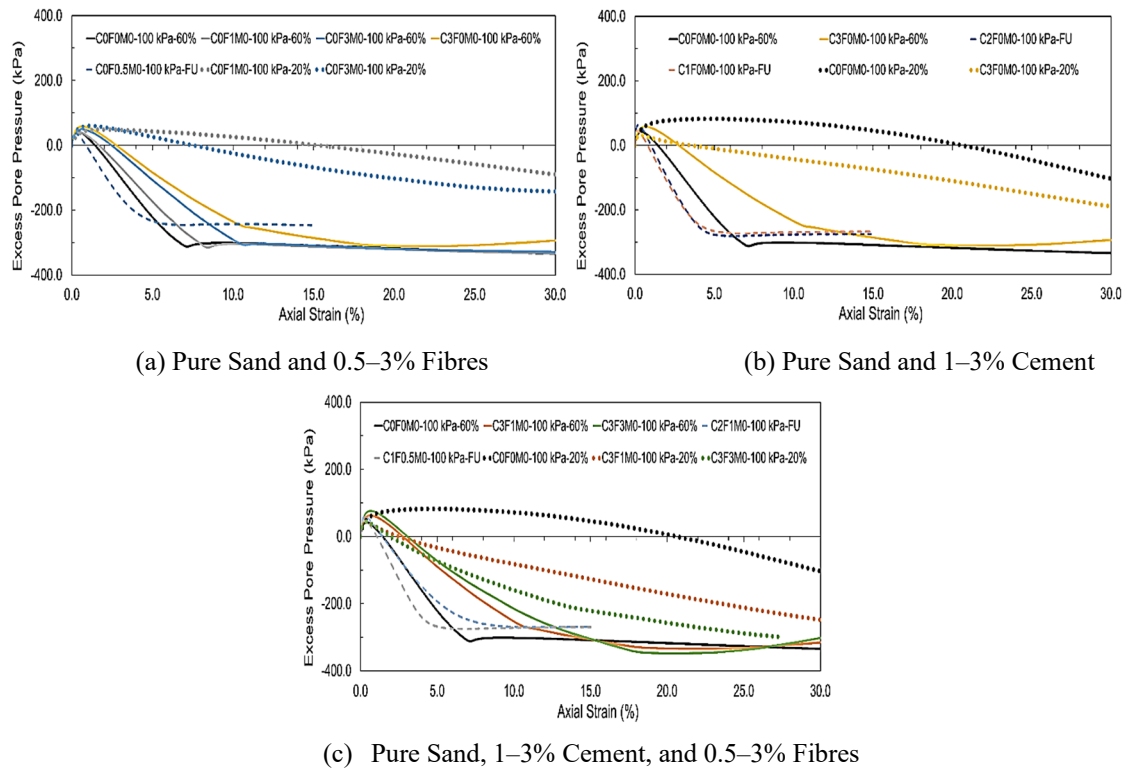 400.0
C0F0M0-100 kPa-60% C0F1M0-100 kPa-60% C0F3M0-100 kPa-60% C3F0M0-100 kPa-60%
200.0
C0F0.5M0-100 kPa-FU C0F1M0-100 kPa-20% C0F3M0-100 kPa-20%
0.0
-200.0
-400.0
0.0 5.0 10.0 15.0 20.0 25.0 30.0
Excess Pore Pressure (kPa)
Axial Strain (%)
(a) Pure Sand and 0.5–3% Fibres
400.0
C0F0M0-100 kPa-60% C3F0M0-100 kPa-60% C2F0M0-100 kPa-FU
200.0
C1F0M0-100 kPa-FU C0F0M0-100 kPa-20% C3F0M0-100 kPa-20%
0.0
-200.0
-400.0
0.0 5.0 10.0 15.0 20.0 25.0 30.0
Excess Pore Pressure (kPa)
Axial Strain (%)
(b) Pure Sand and 1–3% Cement
400.0
C0F0M0-100 kPa-60% C3F1M0-100 kPa-60% C3F3M0-100 kPa-60% C2F1M0-100 kPa-FU
200.0
C1F0.5M0-100 kPa-FU C0F0M0-100 kPa-20% C3F1M0-100 kPa-20% C3F3M0-100 kPa-20%
0.0
-200.0
-400.0
0.0 5.0 10.0 15.0 20.0 25.0 30.0
Excess Pore Pressure (kPa)
Axial Strain (%)
(c) Pure Sand, 1–3% Cement, and 0.5–3% Fibres